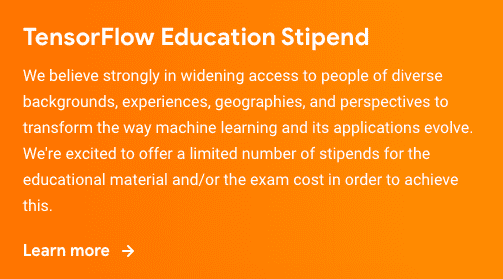 TensorFlow Education Stipend
We believe strongly in widening access to people of diverse
backgrounds, experiences, geographies, and perspectives to
transform the way machine learning and its applications evolve.
We're excited to offer a limited number of stipends for the
educational material and/or the exam cost in order to achieve
this.
Learn more →